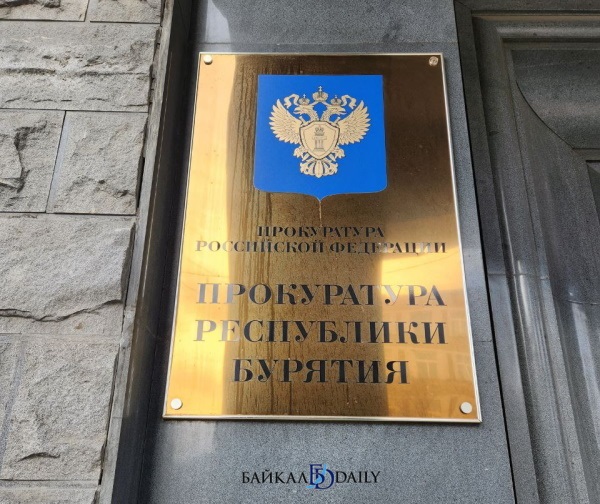 ПРОКУРАТУРА
РОССИЙСКОЙ ФЕДЕРАЦИИ
ПРОКУРАТУРА
РЕСПУБЛИКИ
БУРЯТИЯ
БАЙКАЛ DAILY